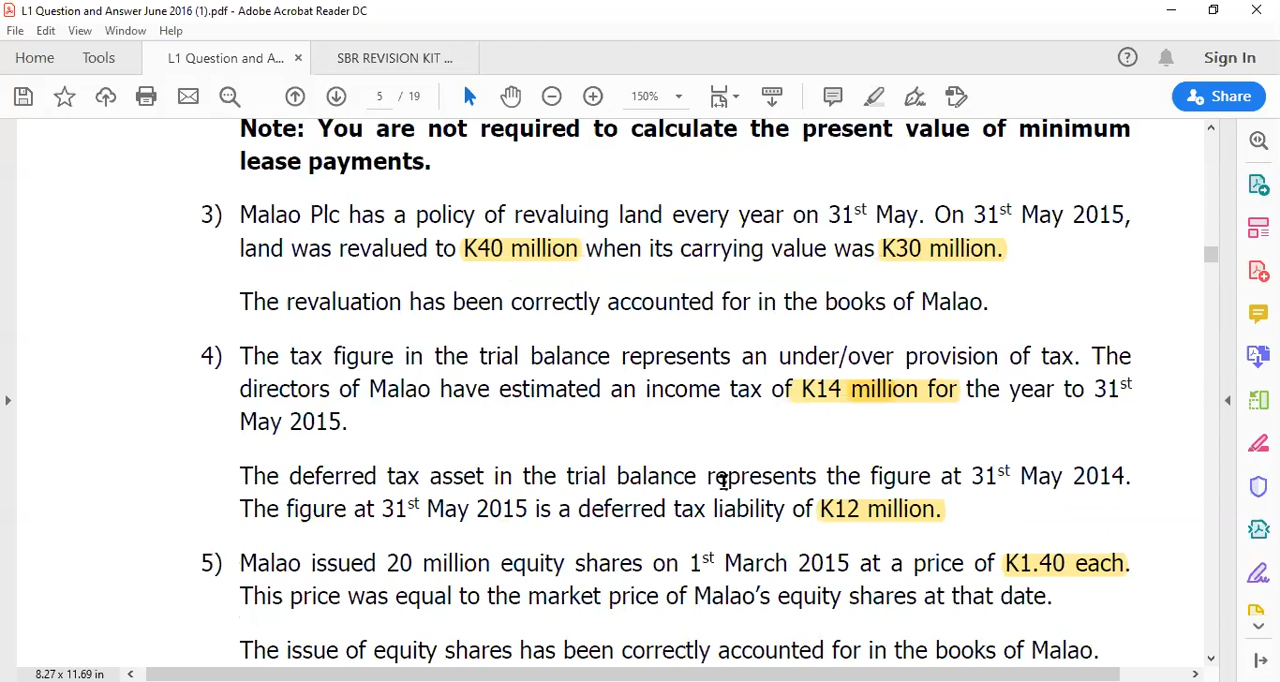 L1 Question and Answer June 2016 (1).pdf - Adobe Acrobat Reader DC
File Edit View Window Help
Home Tools L1 Question and A... × SBR REVISION KIT ... Sign In
5 / 19 150% Share
Note: You are not required to calculate the present value of minimum
lease payments.
3) Malao Plc has a policy of revaluing land every year on 31st May. On 31st May 2015,
land was revalued to K40 million when its carrying value was K30 million.
The revaluation has been correctly accounted for in the books of Malao.
4) The tax figure in the trial balance represents an under/over provision of tax. The
directors of Malao have estimated an income tax of K14 million for the year to 31st
May 2015.
The deferred tax asset in the trial balance represents the figure at 31st May 2014.
The figure at 31st May 2015 is a deferred tax liability of K12 million.
5) Malao issued 20 million equity shares on 1st March 2015 at a price of K1.40 each.
This price was equal to the market price of Malao’s equity shares at that date.
The issue of equity shares has been correctly accounted for in the books of Malao.
8.27 x 11.69 in